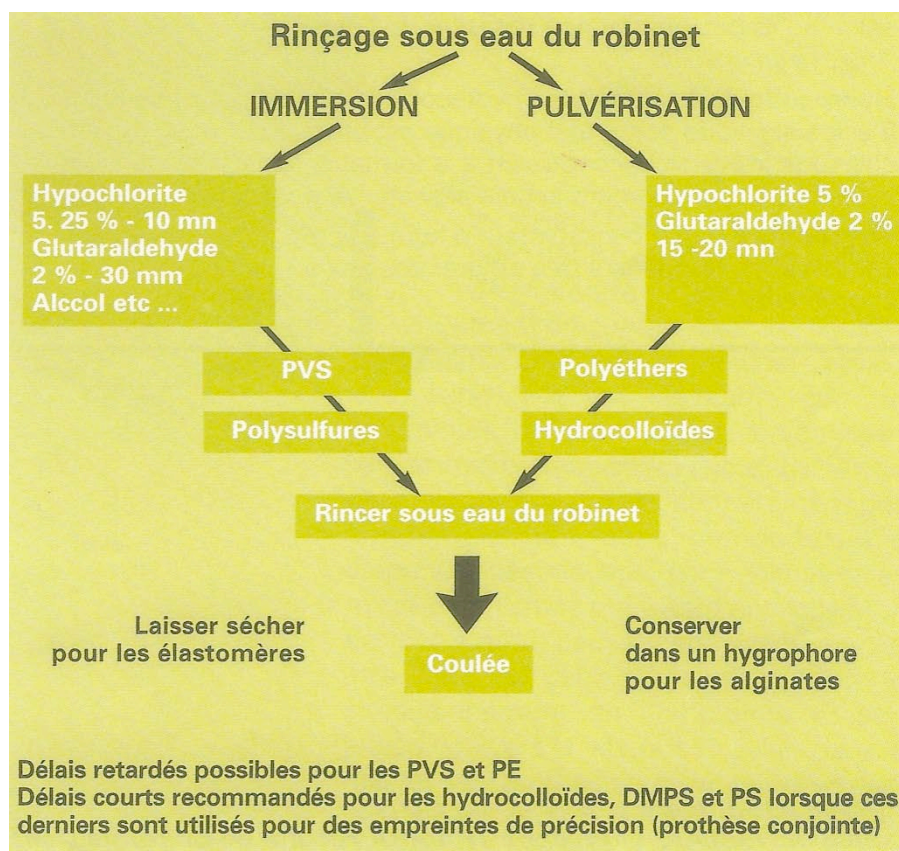 Rinçage sous eau du robinet
IMMERSION
PULVÉRISATION
Hypochlorite
5. 25 % - 10 mn
Glutaraldehyde
2 % - 30 mm
Alccol etc ...
Hypochlorite 5 %
Glutaraldehyde 2 %
15 -20 mn
PVS
Polyéthers
Polysulfures
Hydrocolloïdes
Rincer sous eau du robinet
Laisser sécher
pour les élastomères
Coulée
Conserver
dans un hygrophore
pour les alginates
Délais retardés possibles pour les PVS et PE
Délais courts recommandés pour les hydrocolloïdes, DMPS et PS lorsque ces
derniers sont utilisés pour des empreintes de précision (prothèse conjointe)